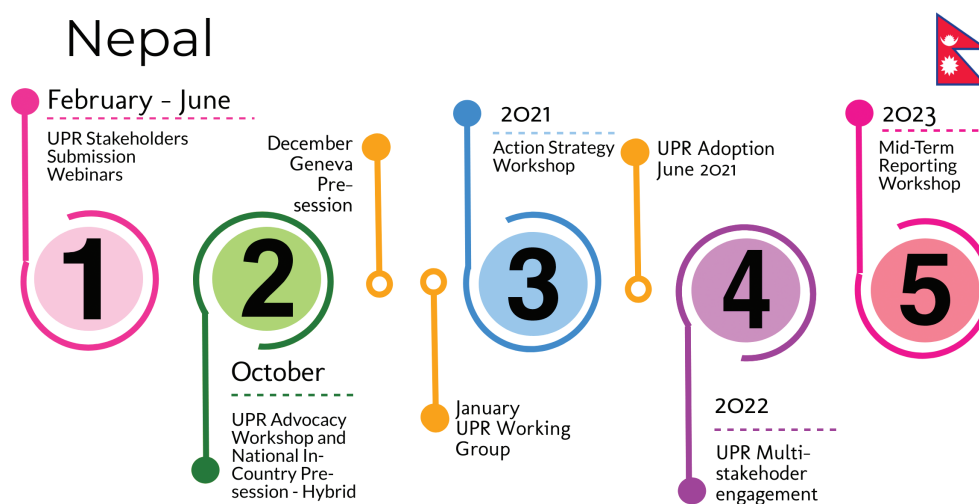 Nepal
February - June
UPR Stakeholders
Submission
Webinars
1
2
October
UPR Advocacy
Workshop and
National In-
Country Pre-
session - Hybrid
December
Geneva
Pre-
session
January
UPR Working
Group
2021
Action Strategy
Workshop
3
UPR Adoption
June 2021
4
2022
UPR Multi-
stakehoder
engagement
2023
Mid-Term
Reporting
Workshop
5